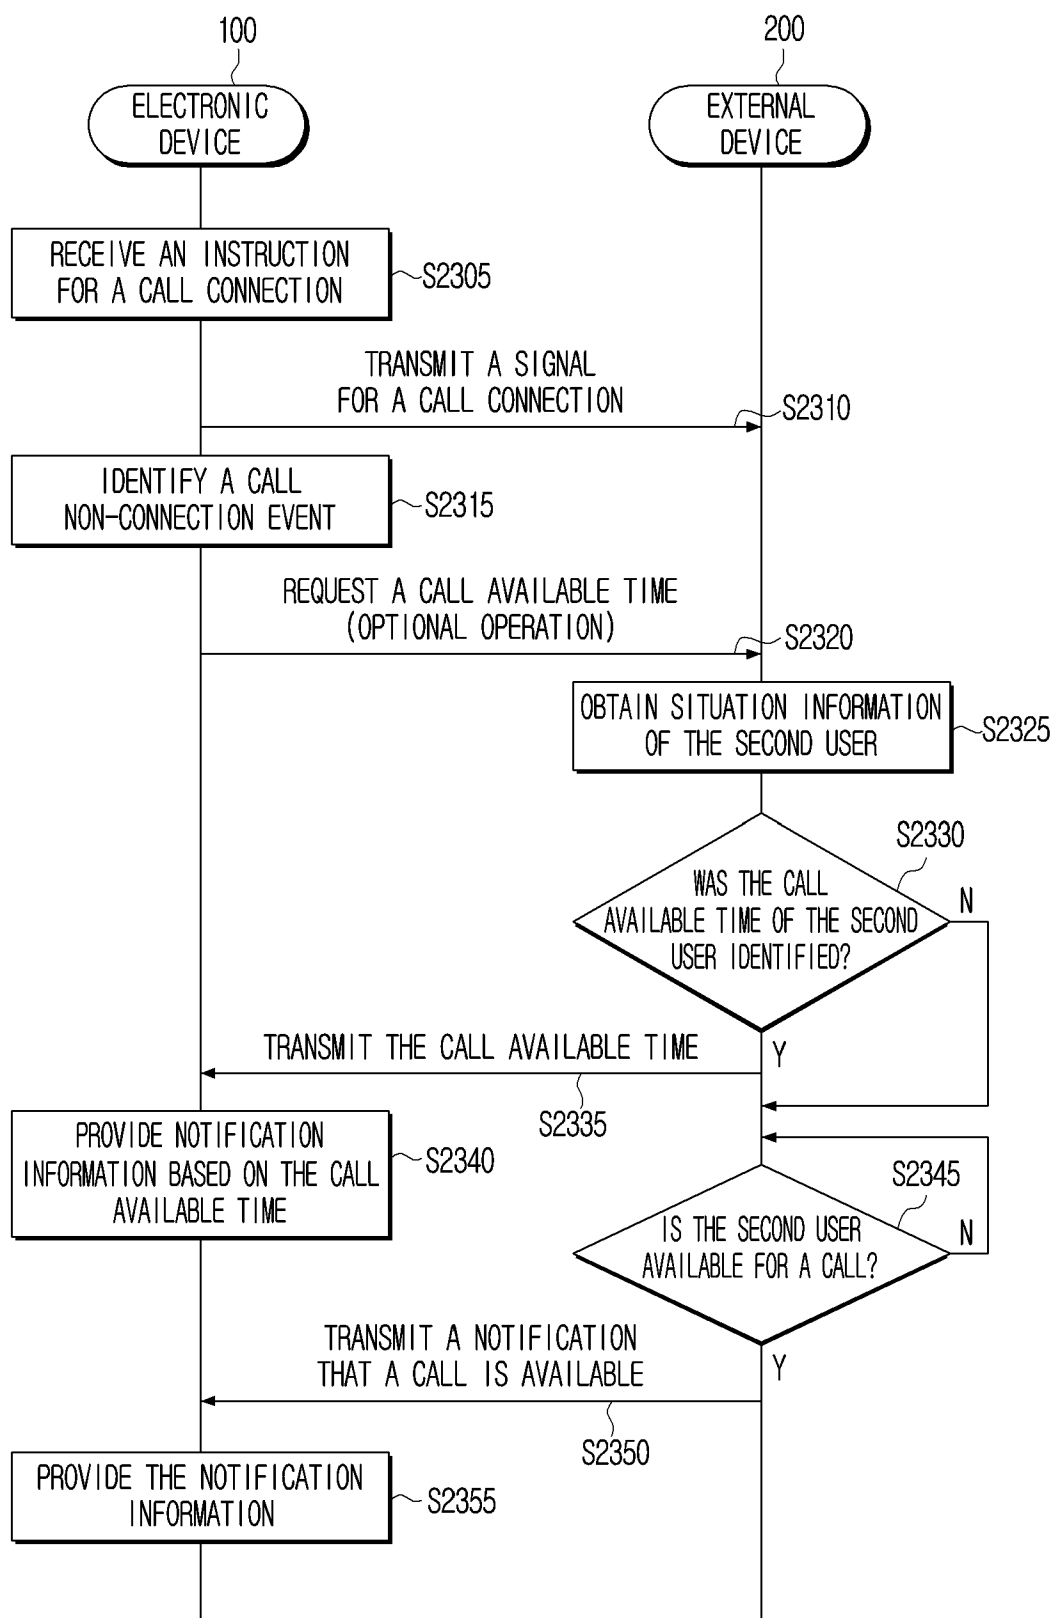 100
200
ELECTRONIC
DEVICE
EXTERNAL
DEVICE
RECEIVE AN INSTRUCTION
FOR A CALL CONNECTION
S2305
TRANSMIT A SIGNAL
FOR A CALL CONNECTION
S2310
IDENTIFY A CALL
NON-CONNECTION EVENT
S2315
REQUEST A CALL AVAILABLE TIME
(OPTIONAL OPERATION)
S2320
OBTAIN SITUATION INFORMATION
OF THE SECOND USER
S2325
S2330
WAS THE CALL
AVAILABLE TIME OF THE SECOND
USER IDENTIFIED?
N
Y
TRANSMIT THE CALL AVAILABLE TIME
S2335
PROVIDE NOTIFICATION
INFORMATION BASED ON THE CALL
AVAILABLE TIME
S2340
S2345
IS THE SECOND USER
AVAILABLE FOR A CALL?
N
Y
TRANSMIT A NOTIFICATION
THAT A CALL IS AVAILABLE
S2350
PROVIDE THE NOTIFICATION
INFORMATION
S2355